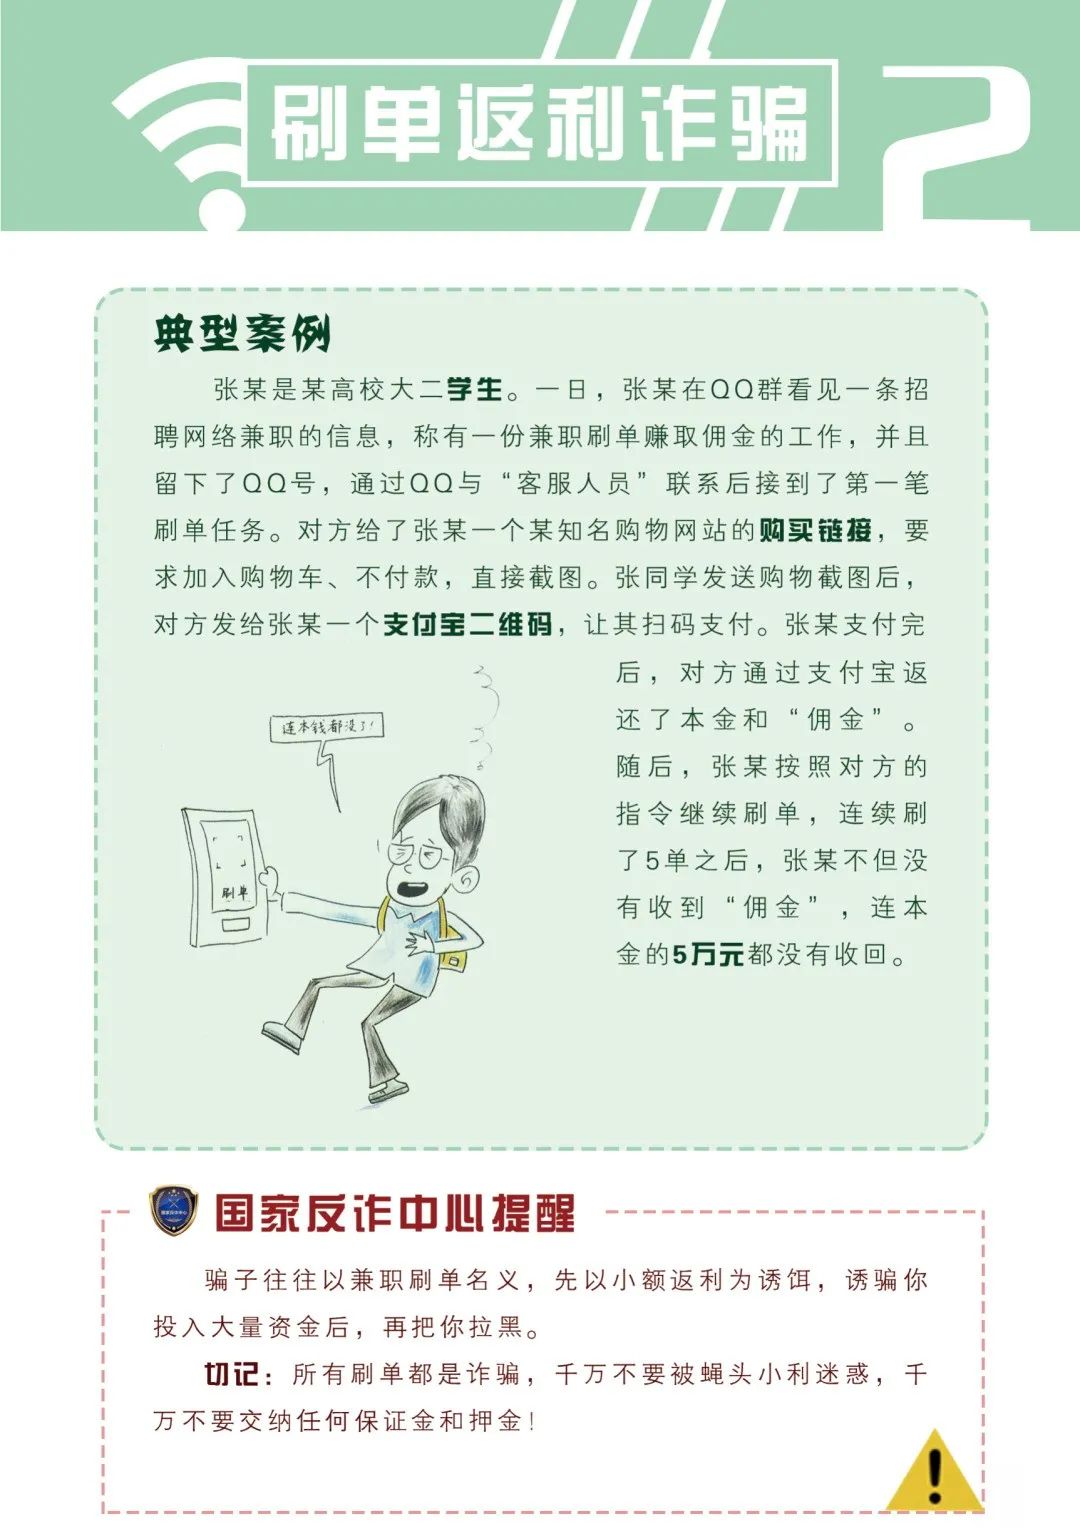 刷单返利诈骗
2
典型案例
张某是某高校大二学生。一日，张某在QQ群看见一条招
聘网络兼职的信息，称有一份兼职刷单赚取佣金的工作，并且
留下了QQ号，通过QQ与“客服人员”联系后接到了第一笔
刷单任务。对方给了张某一个某知名购物网站的购买链接，要
求加入购物车、不付款，直接截图。张同学发送购物截图后，
对方发给张某一个支付宝二维码，让其扫码支付。张某支付完
后，对方通过支付宝返
还了本金和“佣金”。
随后，张某按照对方的
指令继续刷单，连续刷
了5单之后，张某不但没
有收到“佣金”，连本
金的5万元都没有收回。
连本钱都没了！
刷单
国家反诈中心
国家反诈中心提醒
骗子往往以兼职刷单名义，先以小额返利为诱饵，诱骗你
投入大量资金后，再把你拉黑。
切记：所有刷单都是诈骗，千万不要被蝇头小利迷惑，千
万不要交纳任何保证金和押金！